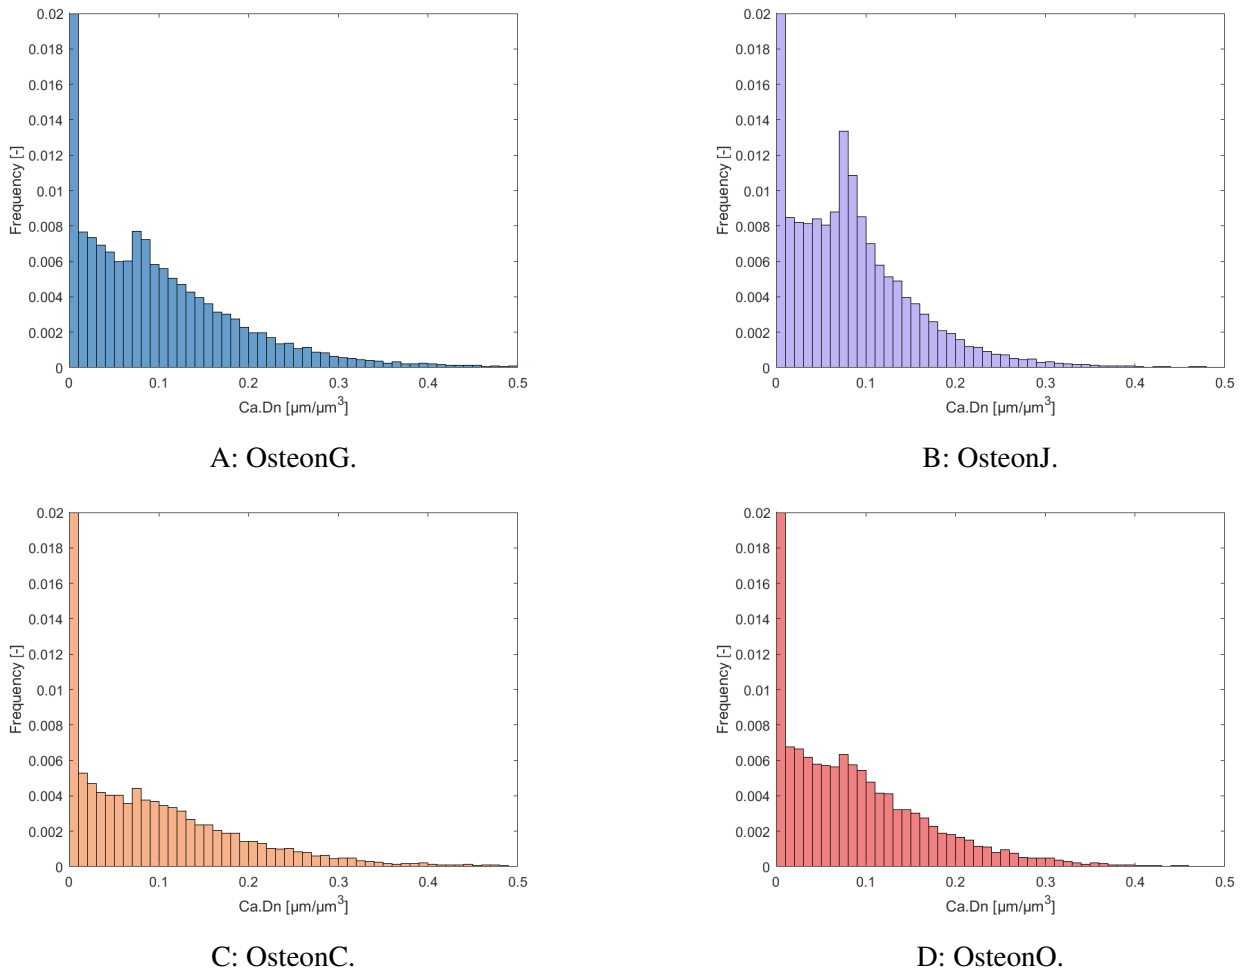 0.02
0.018
0.016
0.014
0.012
0.01
0.008
0.006
0.004
0.002
0
Frequency [-]
0 0.1 0.2 0.3 0.4 0.5
Ca.Dn [µm/µm³]
A: OsteonG.
0.02
0.018
0.016
0.014
0.012
0.01
0.008
0.006
0.004
0.002
0
Frequency [-]
0 0.1 0.2 0.3 0.4 0.5
Ca.Dn [µm/µm³]
B: OsteonJ.
0.02
0.018
0.016
0.014
0.012
0.01
0.008
0.006
0.004
0.002
0
Frequency [-]
0 0.1 0.2 0.3 0.4 0.5
Ca.Dn [µm/µm³]
C: OsteonC.
0.02
0.018
0.016
0.014
0.012
0.01
0.008
0.006
0.004
0.002
0
Frequency [-]
0 0.1 0.2 0.3 0.4 0.5
Ca.Dn [µm/µm³]
D: OsteonO.